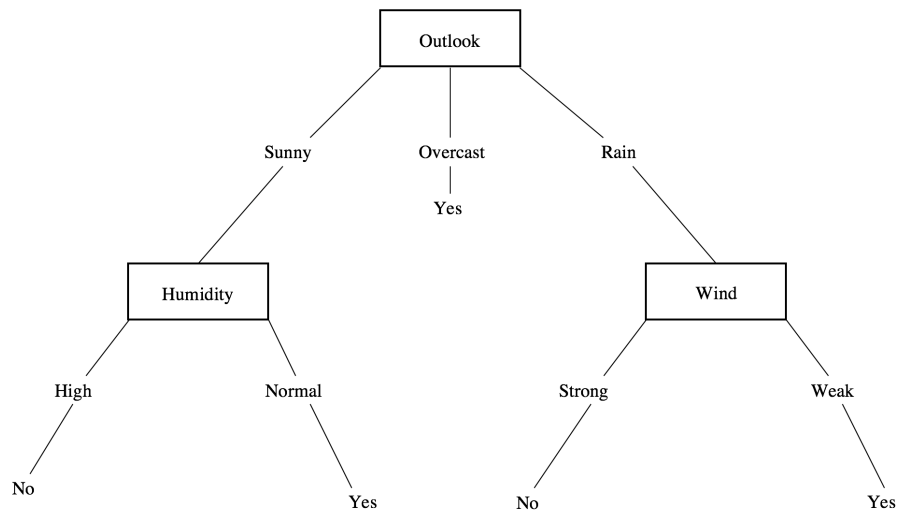 Outlook
Sunny
Overcast
Rain
Yes
Humidity
Wind
High
Normal
Strong
Weak
No
Yes
No
Yes